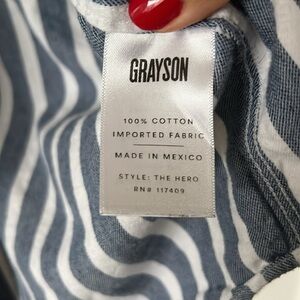 GRAYSON
100% COTTON
IMPORTED FABRIC
MADE IN MEXICO
STYLE: THE HERO
RN# 117409